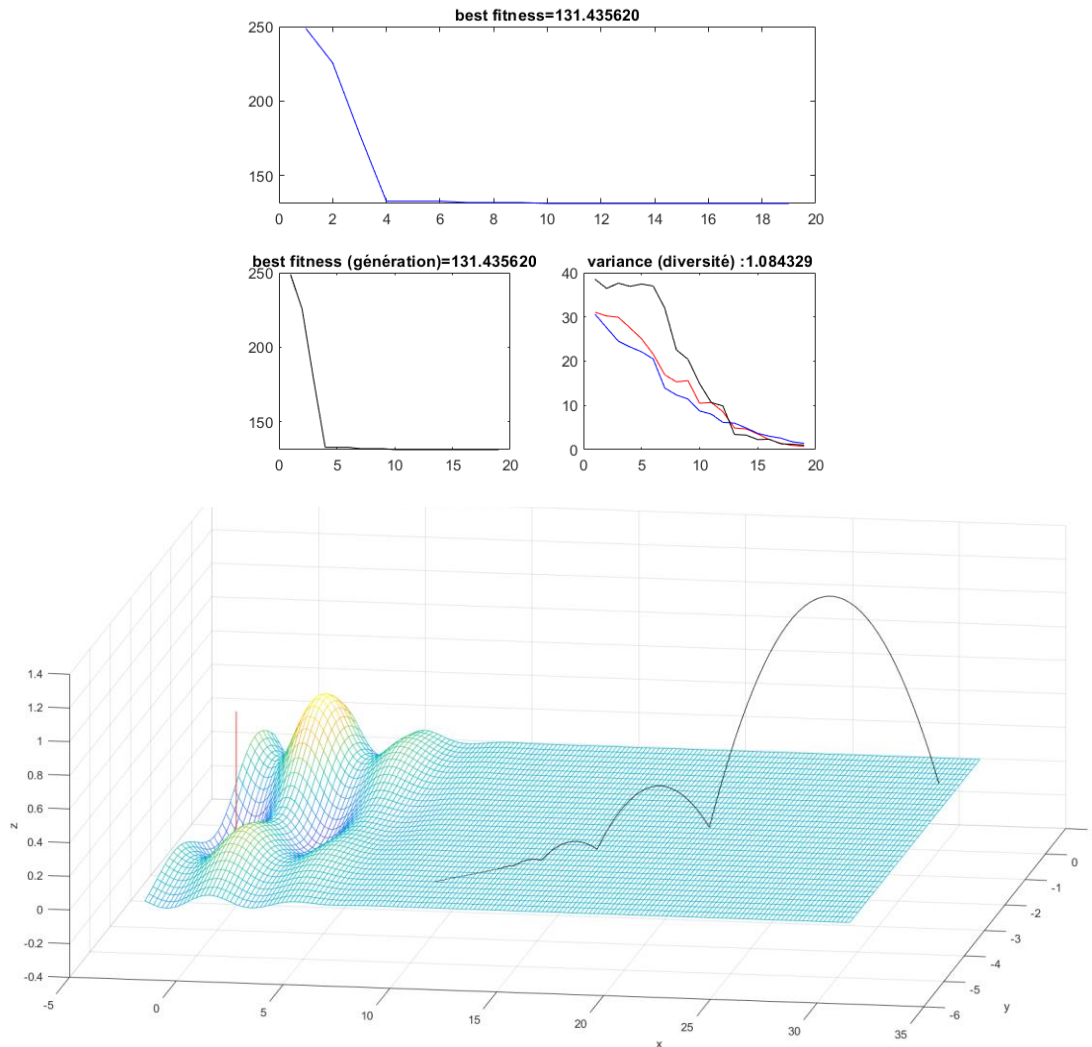 best fitness=131.435620
250
200
150
0 2 4 6 8 10 12 14 16 18 20
best fitness (génération)=131.435620
250
200
150
0 5 10 15 20
variance (diversité) :1.084329
40
30
20
10
0
0 5 10 15 20
1.4
1.2
1
0.8
0.6
0.4
0.2
0
-0.2
-0.4
z
-5 0 5 10 15 20 25 30 35
x
0
-1
-2
-3
-4
-5
-6
y